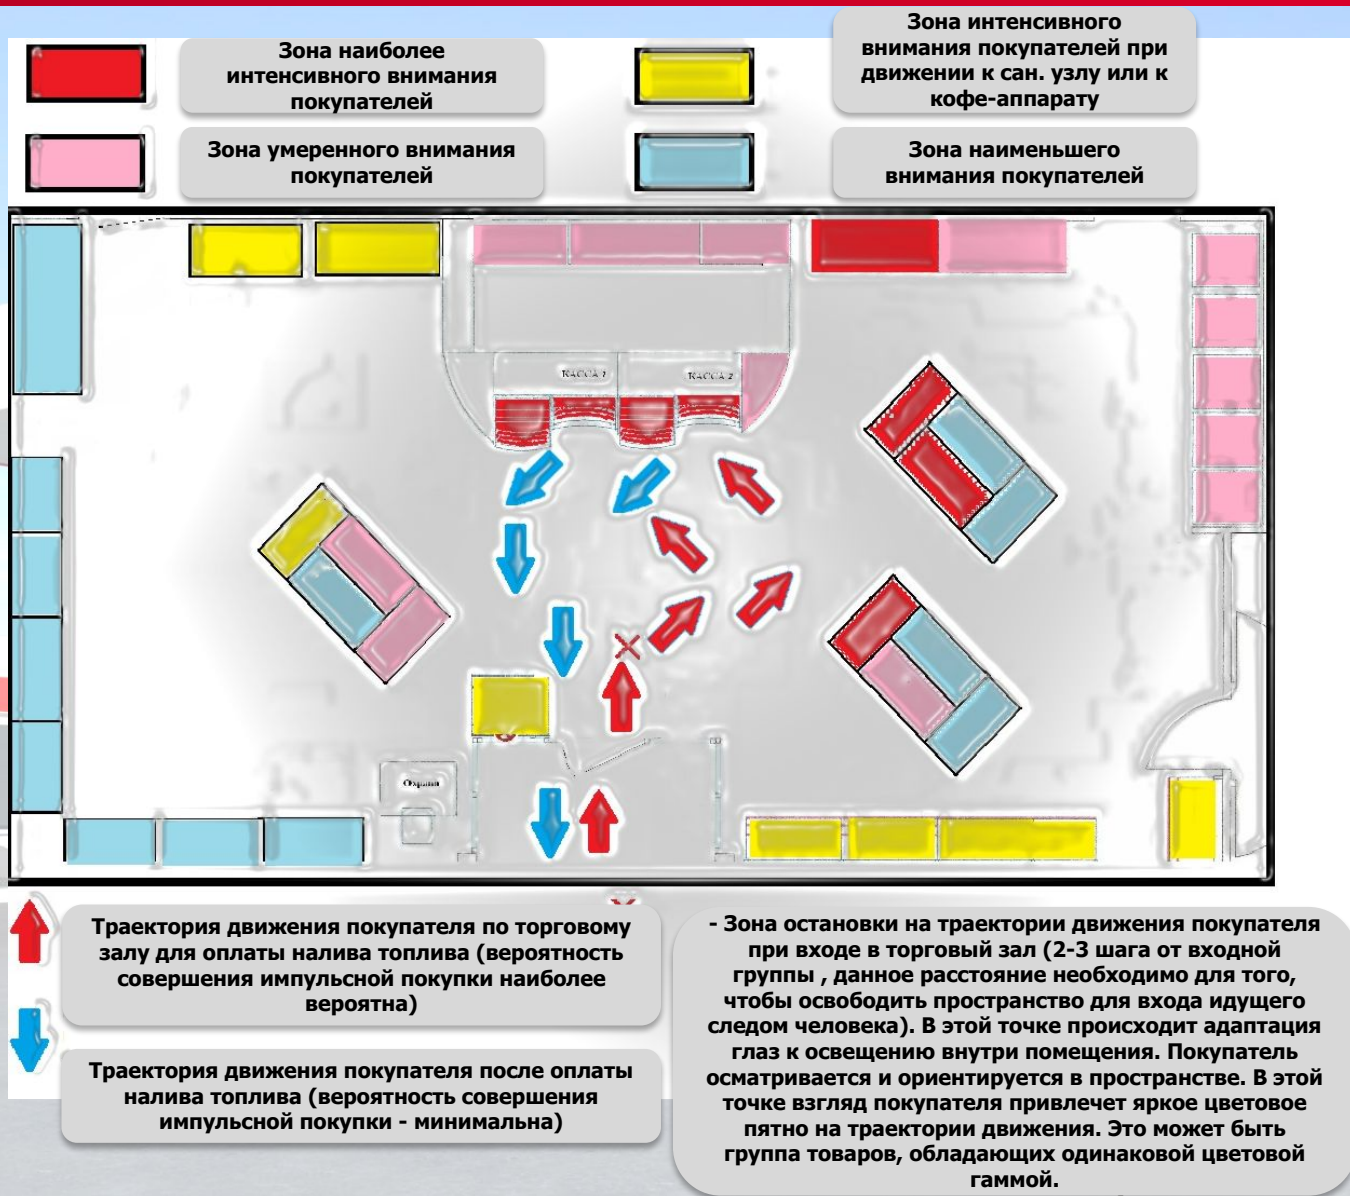 Зона наиболее
интенсивного внимания
покупателей
Зона интенсивного
внимания покупателей при
движении к сан. узлу или к
кофе-аппарату
Зона умеренного внимания
покупателей
Зона наименьшего
внимания покупателей
КАССА 1
КАССА 2
Охрана
Траектория движения покупателя по торговому
залу для оплаты налива топлива (вероятность
совершения импульсной покупки наиболее
вероятна)
Траектория движения покупателя после оплаты
налива топлива (вероятность совершения
импульсной покупки - минимальна)
- Зона остановки на траектории движения покупателя
при входе в торговый зал (2-3 шага от входной
группы , данное расстояние необходимо для того,
чтобы освободить пространство для входа идущего
следом человека). В этой точке происходит адаптация
глаз к освещению внутри помещения. Покупатель
осматривается и ориентируется в пространстве. В этой
точке взгляд покупателя привлечет яркое цветовое
пятно на траектории движения. Это может быть
группа товаров, обладающих одинаковой цветовой
гаммой.